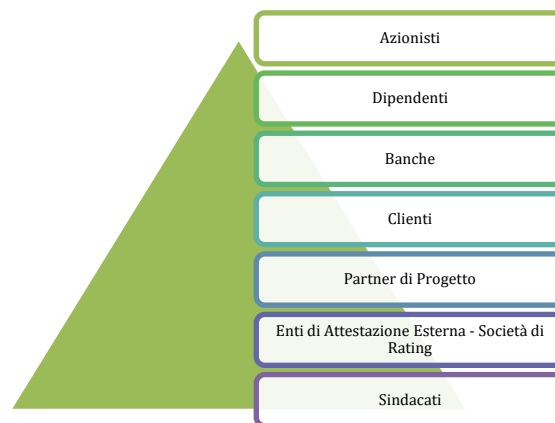 Azionisti
Dipendenti
Banche
Clienti
Partner di Progetto
Enti di Attestazione Esterna - Società di
Rating
Sindacati